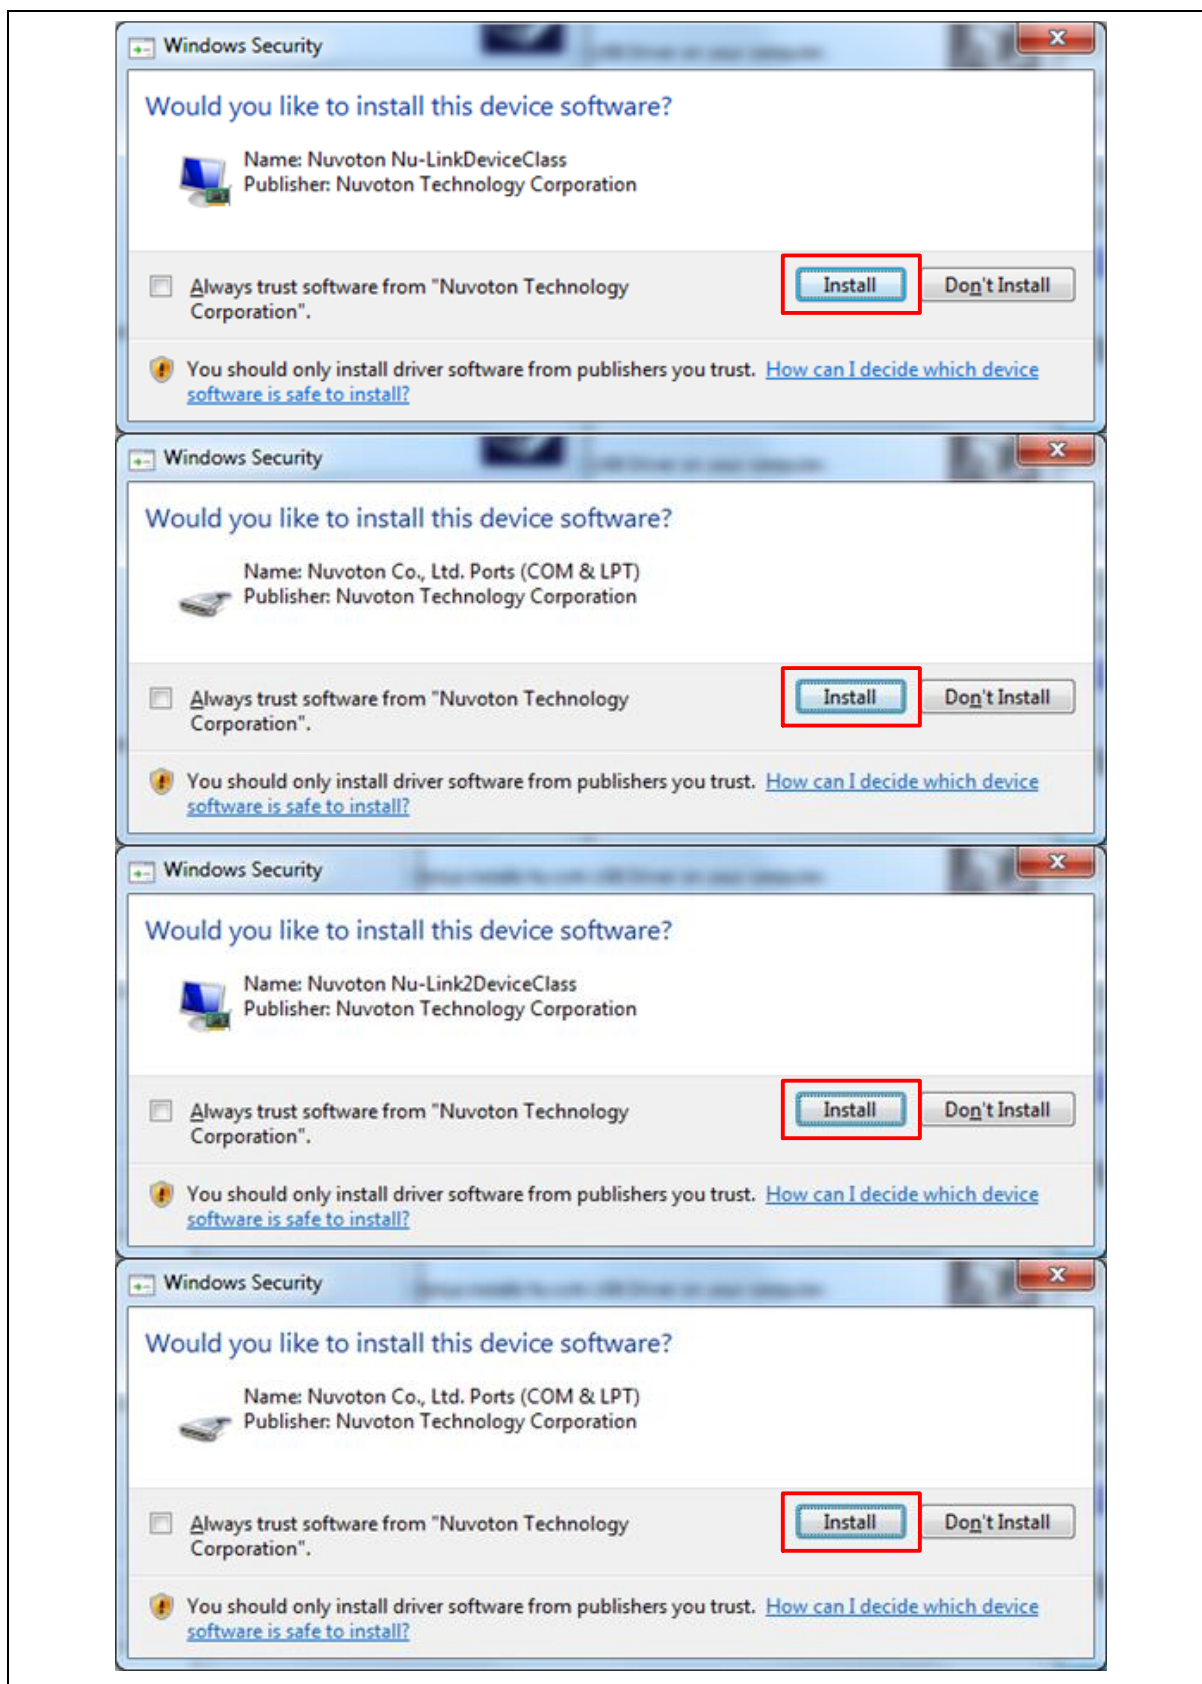 Windows Security
x
Would you like to install this device software?
Name: Nuvoton Nu-LinkDeviceClass
Publisher: Nuvoton Technology Corporation
Always trust software from "Nuvoton Technology
Corporation".
Install
Don't Install
You should only install driver software from publishers you trust. How can I decide which device
software is safe to install?
Windows Security
x
Would you like to install this device software?
Name: Nuvoton Co., Ltd. Ports (COM & LPT)
Publisher: Nuvoton Technology Corporation
Always trust software from "Nuvoton Technology
Corporation".
Install
Don't Install
You should only install driver software from publishers you trust. How can I decide which device
software is safe to install?
Windows Security
x
Would you like to install this device software?
Name: Nuvoton Nu-Link2DeviceClass
Publisher: Nuvoton Technology Corporation
Always trust software from "Nuvoton Technology
Corporation".
Install
Don't Install
You should only install driver software from publishers you trust. How can I decide which device
software is safe to install?
Windows Security
x
Would you like to install this device software?
Name: Nuvoton Co., Ltd. Ports (COM & LPT)
Publisher: Nuvoton Technology Corporation
Always trust software from "Nuvoton Technology
Corporation".
Install
Don't Install
You should only install driver software from publishers you trust. How can I decide which device
software is safe to install?